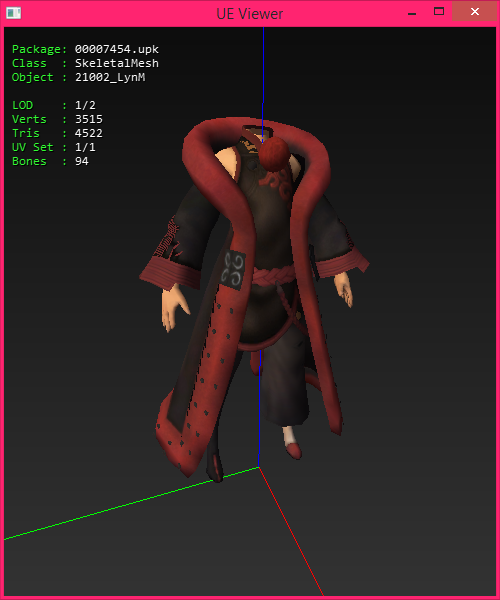 UE Viewer
Package: 00007454.upk
Class : SkeletalMesh
Object : 21002_LynM
LOD : 1/2
Verts : 3515
Tris : 4522
UV Set : 1/1
Bones : 94